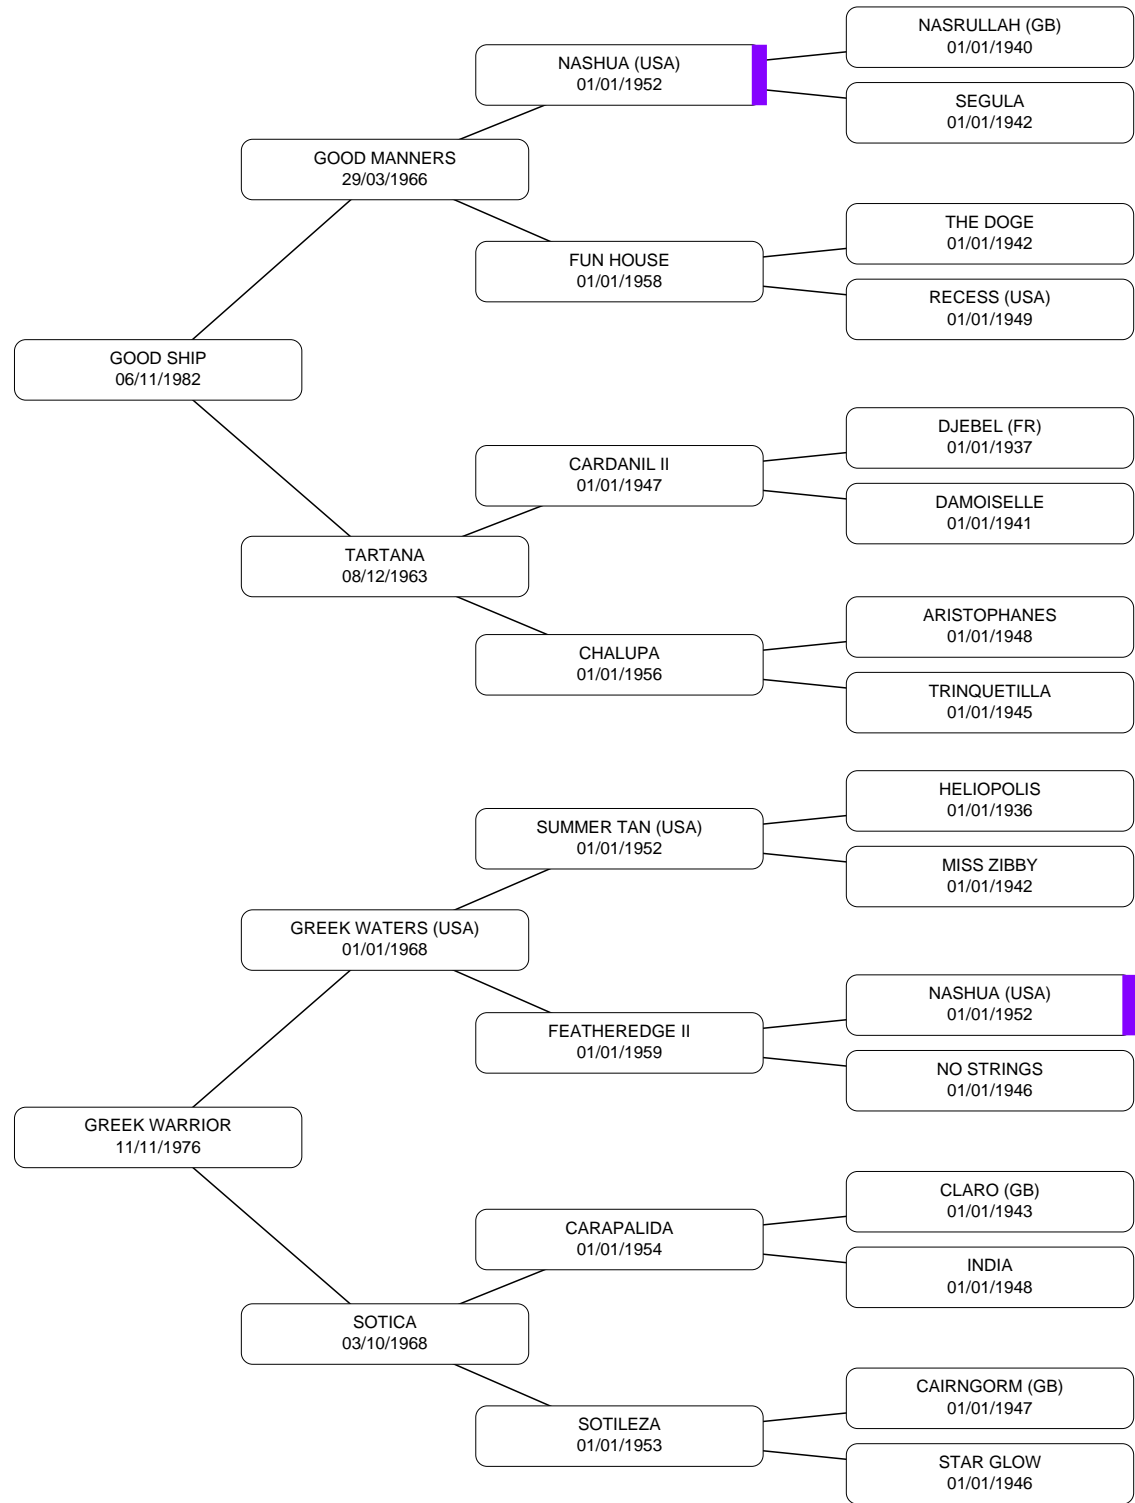 NASRULLAH (GB)
01/01/1940
NASHUA (USA)
01/01/1952
SEGULA
01/01/1942
GOOD MANNERS
29/03/1966
THE DOGE
01/01/1942
FUN HOUSE
01/01/1958
RECESS (USA)
01/01/1949
GOOD SHIP
06/11/1982
DJEBEL (FR)
01/01/1937
CARDANIL II
01/01/1947
DAMOISELLE
01/01/1941
TARTANA
08/12/1963
ARISTOPHANES
01/01/1948
CHALUPA
01/01/1956
TRINQUETILLA
01/01/1945
HELIOPOLIS
01/01/1936
SUMMER TAN (USA)
01/01/1952
MISS ZIBBY
01/01/1942
GREEK WATERS (USA)
01/01/1968
NASHUA (USA)
01/01/1952
FEATHEREDGE II
01/01/1959
NO STRINGS
01/01/1946
GREEK WARRIOR
11/11/1976
CLARO (GB)
01/01/1943
CARAPALIDA
01/01/1954
INDIA
01/01/1948
SOTICA
03/10/1968
CAIRNGORM (GB)
01/01/1947
SOTILEZA
01/01/1953
STAR GLOW
01/01/1946